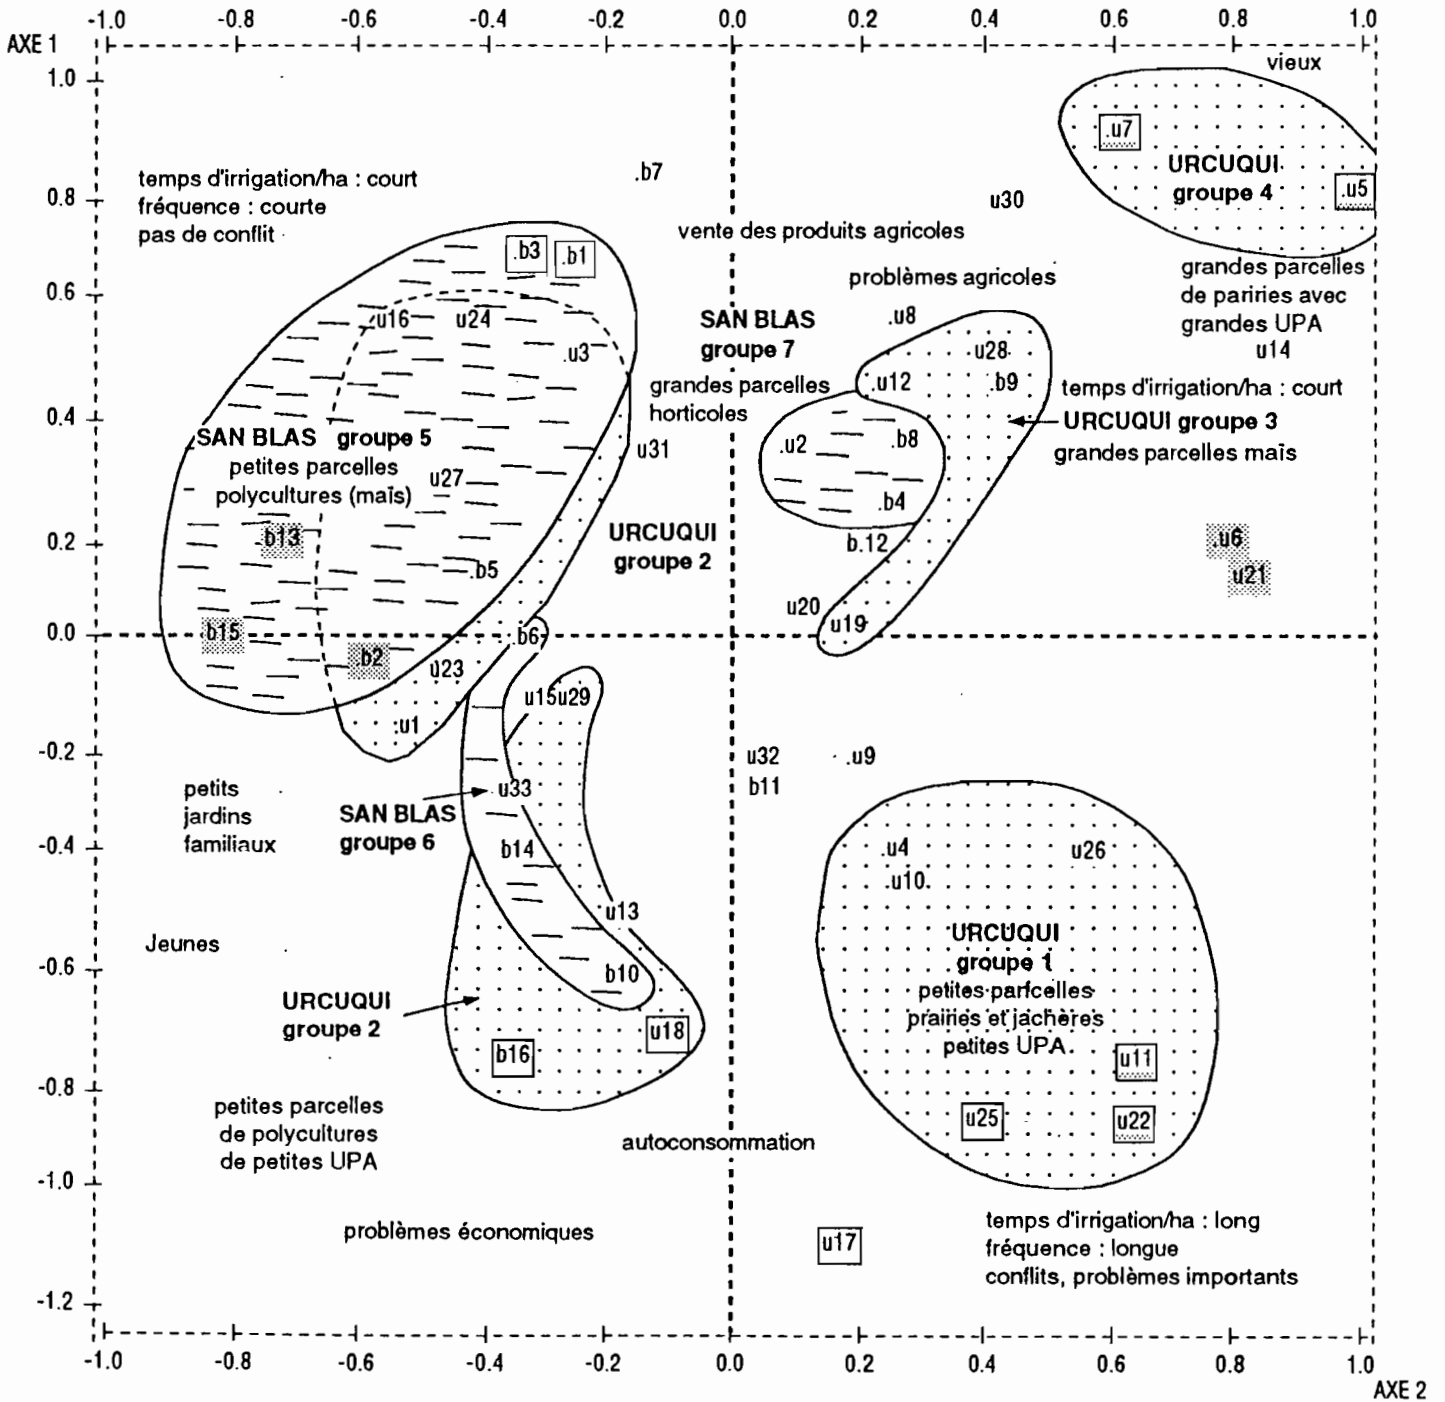 -1.0 -0.8 -0.6 -0.4 -0.2 0.0 0.2 0.4 0.6 0.8 1.0
AXE 1
vieux
1.0
.u7
.b7
URCUQUI
groupe 4
.u5
temps d'irrigation/ha : court
fréquence : courte
pas de conflit
0.8
u30
vente des produits agricoles
.b3
.b1
problèmes agricoles
grandes parcelles
de pariries avec
grandes UPA
0.6
u16
u24
SAN BLAS
groupe 7
.u8
u14
.u3
u28
.u12
.b9
grandes parcelles
horticoles
temps d'irrigation/ha : court
URCUQUI groupe 3
grandes parcelles maïs
0.4
SAN BLAS groupe 5
petites parcelles
polycultures (maïs)
u27
u31
.u2
.b8
.b4
0.2
b13
URCUQUI
groupe 2
b.12
.u6
u21
.b5
u20
u19
0.0
b15
.b2
.b6
u23
u15
u29
.u1
-0.2
u32
b11
.u9
petits
jardins
familiaux
u33
SAN BLAS
groupe 6
-0.4
b14
.u4
u10
u26
u13
Jeunes
URCUQUI
groupe 1
petites parfcelles
prairies et jachères
petites UPA
-0.6
b10
URCUQUI
groupe 2
u18
b16
u11
-0.8
petites parcelles
de polycultures
de petites UPA
u25
u22
autoconsommation
-1.0
problèmes économiques
u17
temps d'irrigation/ha : long
fréquence : longue
conflits, problèmes importants
-1.2
-1.0 -0.8 -0.6 -0.4 -0.2 0.0 0.2 0.4 0.6 0.8 1.0
AXE 2